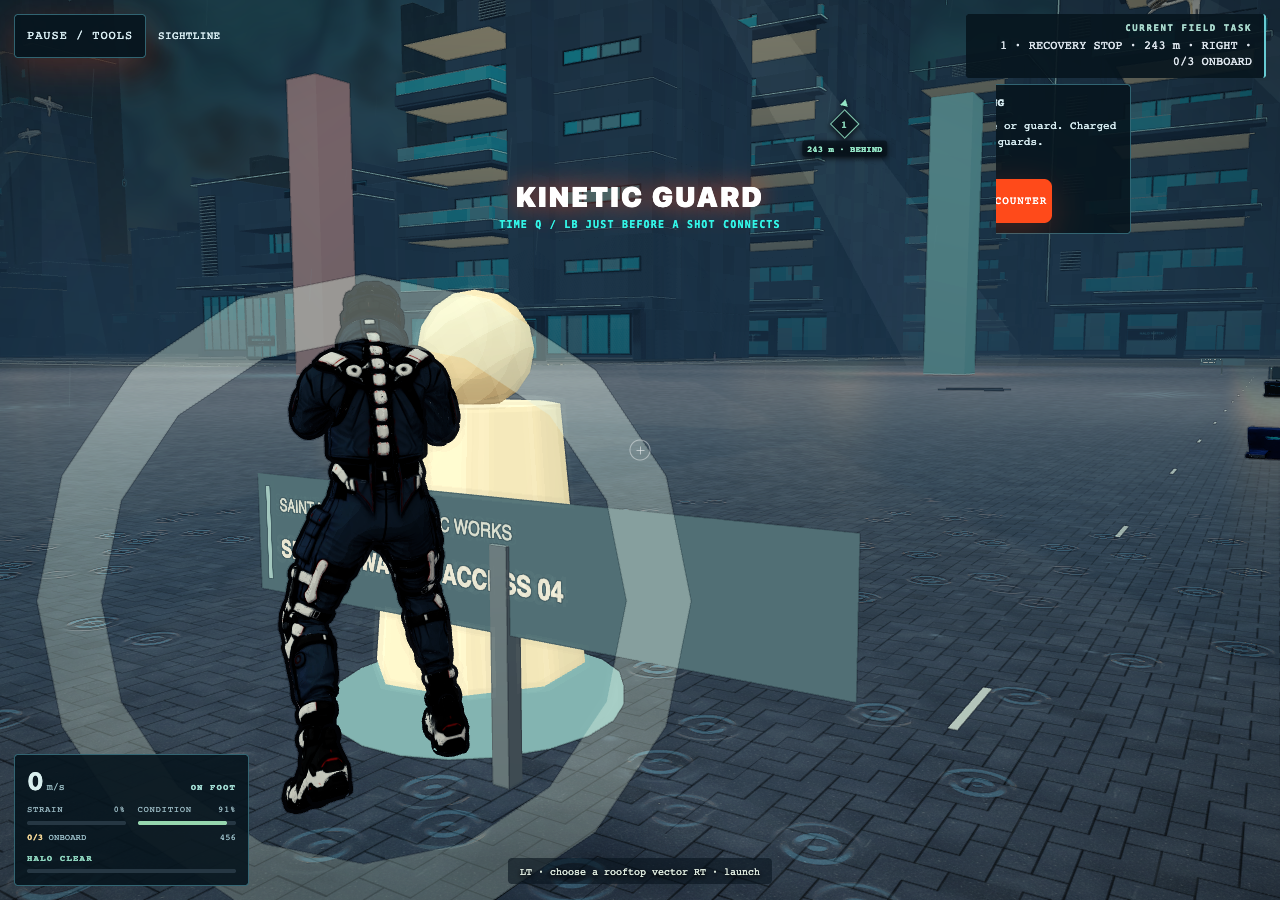 PAUSE / TOOLS
SIGHTLINE
CURRENT FIELD TASK
1 · RECOVERY STOP · 243 m · RIGHT ·
0/3 ONBOARD
or guard. Charged
guards.
COUNTER
1
243 m · BEHIND
KINETIC GUARD
TIME Q / LB JUST BEFORE A SHOT CONNECTS
SAINT
WORKS
ACCESS 04
0 m/s
ON FOOT
STRAIN 0% CONDITION 91%
0/3 ONBOARD 456
HALO CLEAR
LT · choose a rooftop vector RT · launch